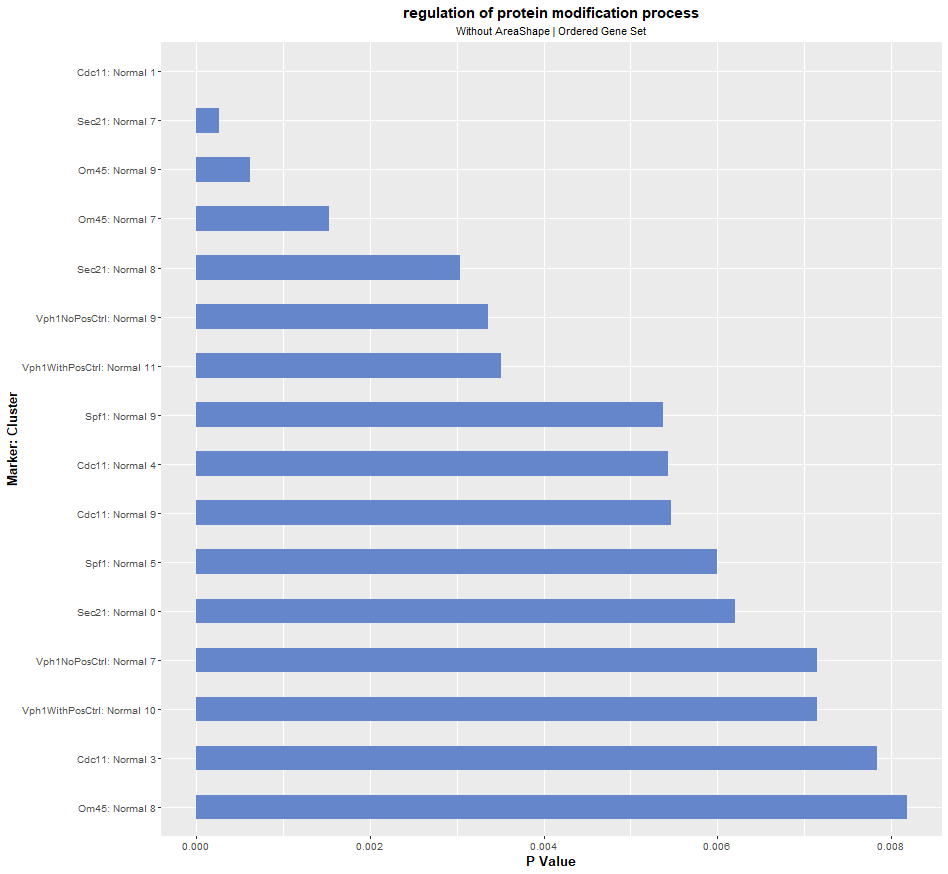 regulation of protein modification process
Without AreaShape | Ordered Gene Set
Marker: Cluster
Cdc11: Normal 1
Sec21: Normal 7
Om45: Normal 9
Om45: Normal 7
Sec21: Normal 8
Vph1NoPosCtrl: Normal 9
Vph1WithPosCtrl: Normal 11
Spf1: Normal 9
Cdc11: Normal 4
Cdc11: Normal 9
Spf1: Normal 5
Sec21: Normal 0
Vph1NoPosCtrl: Normal 7
Vph1WithPosCtrl: Normal 10
Cdc11: Normal 3
Om45: Normal 8
0.000 0.002 0.004 0.006 0.008
P Value